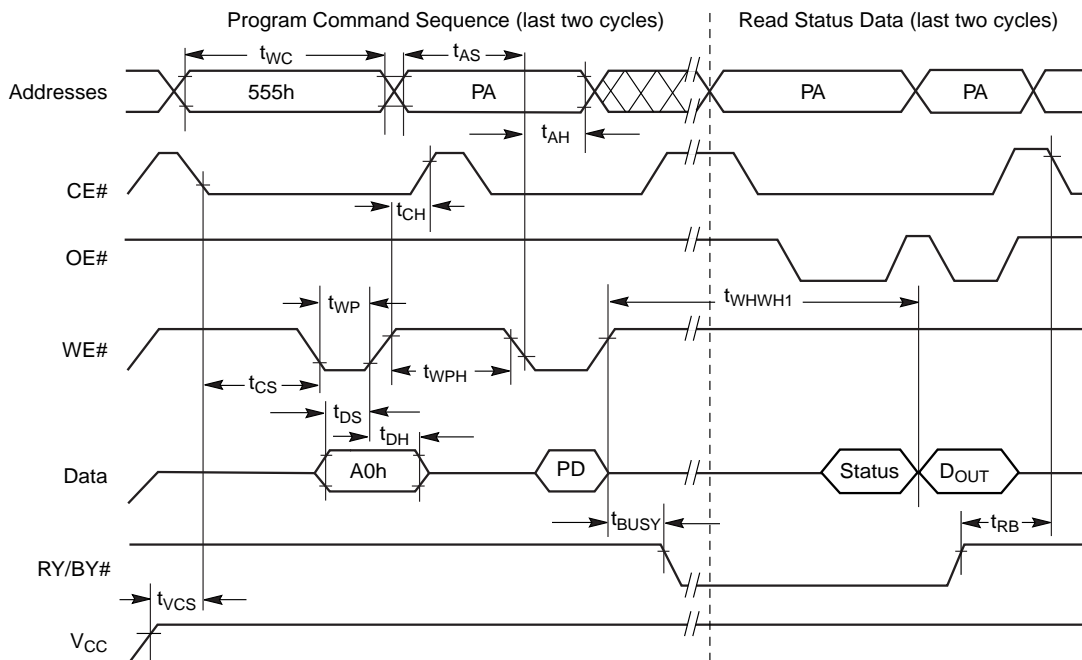 Program Command Sequence (last two cycles)
Read Status Data (last two cycles)
tWC
tAS
Addresses
555h
PA
PA
PA
tAH
CE#
tCH
OE#
tWP
tWHWH1
WE#
tCS
tWPH
tDS
tDH
Data
A0h
PD
Status
DOUT
tBUSY
tRB
RY/BY#
tVCS
VCC